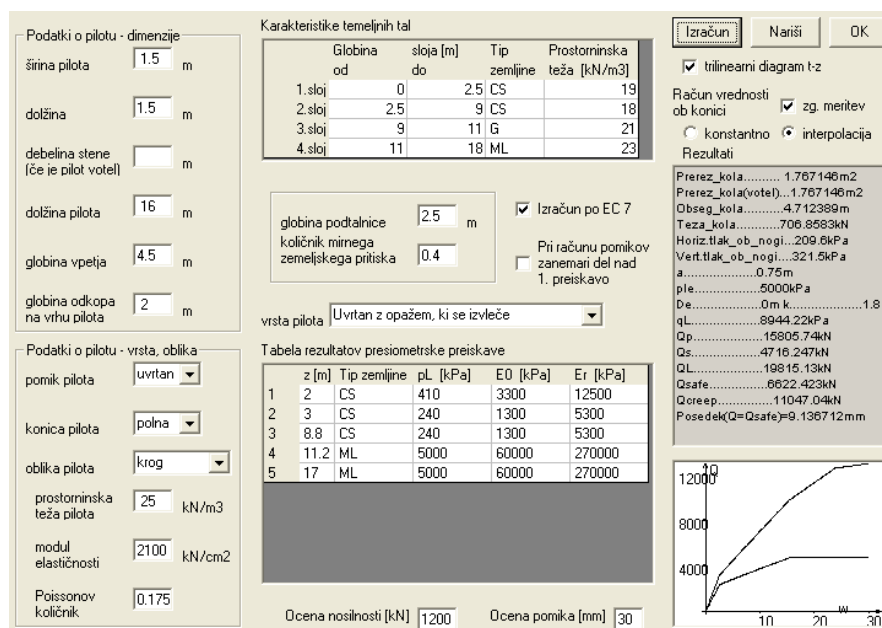 Podatki o pilotu - dimenzije
širina pilota 1.5 m
dolžina 1.5 m
debelina stene (če je pilot votel) m
dolžina pilota 16 m
globina vpetja 4.5 m
globina odkopa na vrhu pilota 2 m
Podatki o pilotu - vrsta, oblika
pomik pilota uvrtan
konica pilota polna
oblika pilota krog
prostorninska teža pilota 25 kN/m3
modul elastičnosti 2100 kN/cm2
Poissonov količnik 0.175
Karakteristike temeljnih tal
Globina sloja [m] Tip Prostorninska
od do zemljine teža [kN/m3]
1.sloj 0 2.5 CS 19
2.sloj 2.5 9 CS 18
3.sloj 9 11 G 21
4.sloj 11 18 ML 23
globina podtalnice 2.5 m
količnik mirnega zemeljskega pritiska 0.4
Izračun po EC 7
Pri računu pomikov
zanemari del nad
1. preiskavo
vrsta pilota Uvrtan z opažem, ki se izvleče
Tabela rezultatov presiometrske preiskave
z [m] Tip zemljine pL [kPa] E0 [kPa] Er [kPa]
1 2 CS 410 3300 12500
2 3 CS 240 1300 5300
3 8.8 CS 240 1300 5300
4 11.2 ML 5000 60000 270000
5 17 ML 5000 60000 270000
Ocena nosilnosti [kN] 1200 Ocena pomika [mm] 30
Izračun Nariši OK
trilinearni diagram t-z
Račun vrednosti
ob konici zg. meritev
konstantno interpolacija
Rezultati
Prerez_kola.......... 1.767146m2
Prerez_kola(votel)...1.767146m2
Obseg_kola..........4.712389m
Teza_kola............706.8583kN
Horiz.tlak_ob_nogi...209.6kPa
Vert.tlak_ob_nogi....321.5kPa
a.....................0.75m
ple...................5000kPa
De....................0m k...................1.8
qL................8944.22kPa
Qp................15805.74kN
Qs................4716.247kN
QL................19815.13kN
Qsafe.............6622.423kN
Qcreep..............11047.04kN
Posedek(Q=Qsafe)=9.136712mm
Q
12000
8000
4000
w
10 20 30